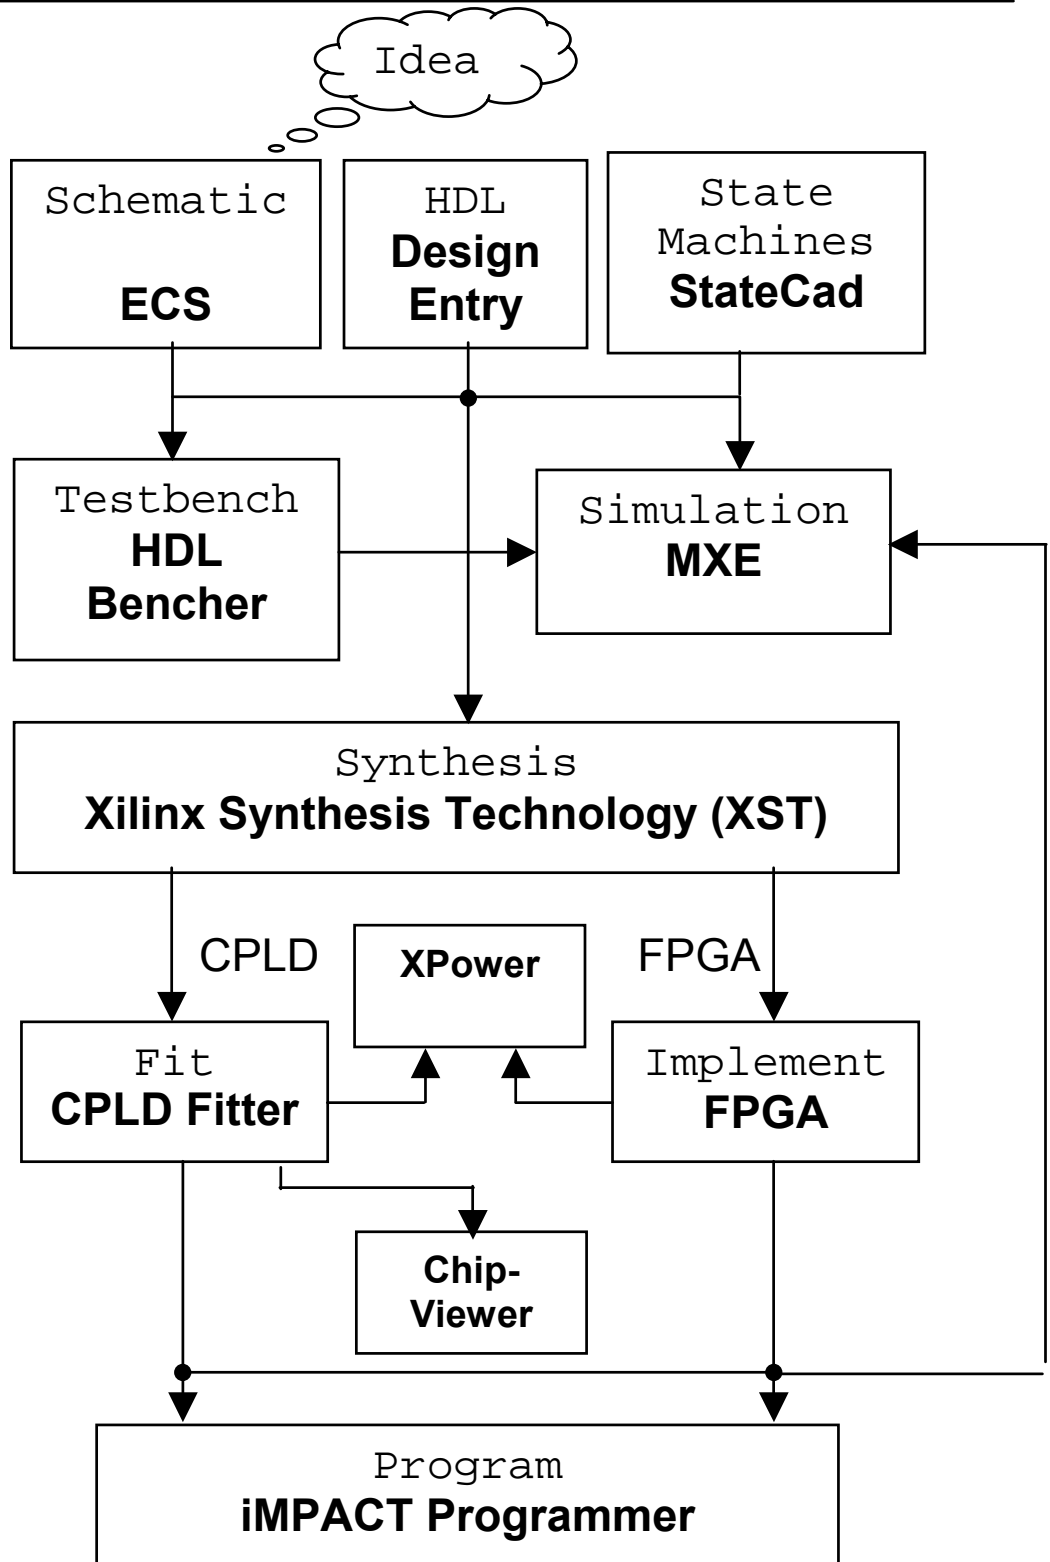 Idea
Schematic
ECS
HDL
Design
Entry
State
Machines
StateCad
Testbench
HDL
Bencher
Simulation
MXE
Synthesis
Xilinx Synthesis Technology (XST)
CPLD
XPower
FPGA
Fit
CPLD Fitter
Implement
FPGA
Chip-
Viewer
Program
iMPACT Programmer